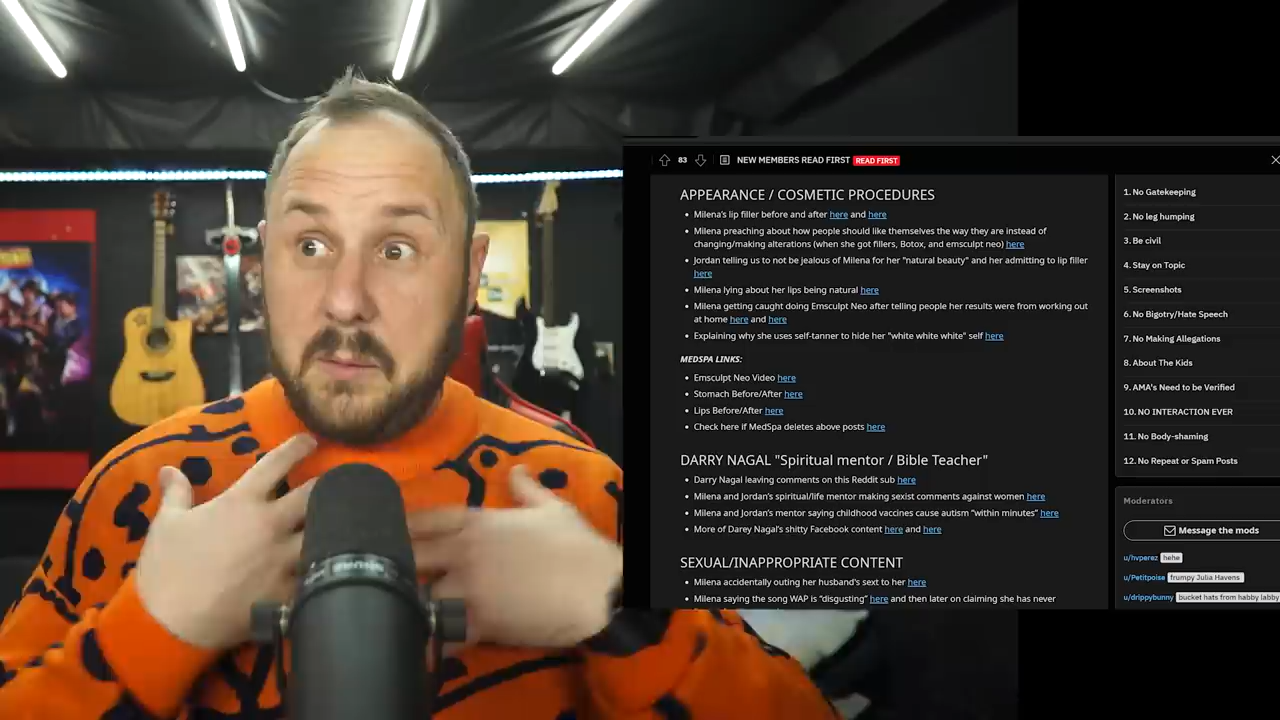 83 NEW MEMBERS READ FIRST READ FIRST
APPEARANCE / COSMETIC PROCEDURES
Milena's lip filler before and after here and here
Milena preaching about how people should like themselves the way they are instead of
changing/making alterations (when she got fillers, Botox, and emsculpt neo) here
Jordan telling us to not be jealous of Milena for her "natural beauty" and her admitting to lip filler
here
Milena lying about her lips being natural here
Milena getting caught doing Emsculpt Neo after telling people her results were from working out
at home here and here
Explaining why she uses self-tanner to hide her "white white white" self here
MEDSPA LINKS:
Emsculpt Neo Video here
Stomach Before/After here
Lips Before/After here
Check here if MedSpa deletes above posts here
DARRY NAGAL "Spiritual mentor / Bible Teacher"
Darry Nagal leaving comments on this Reddit sub here
Milena and Jordan's spiritual/life mentor making sexist comments against women here
Milena and Jordan's mentor saying childhood vaccines cause autism "within minutes" here
More of Darey Nagal's shitty Facebook content here and here
SEXUAL/INAPPROPRIATE CONTENT
Milena accidentally outing her husband's sext to her here
Milena saying the song WAP is "disgusting" here and then later on claiming she has never
1. No Gatekeeping
2. No leg humping
3. Be civil
4. Stay on Topic
5. Screenshots
6. No Bigotry/Hate Speech
7. No Making Allegations
8. About The Kids
9. AMA's Need to be Verified
10. NO INTERACTION EVER
11. No Body-shaming
12. No Repeat or Spam Posts
Moderators
Message the mods
u/hvperez hehe
u/Petitpoise frumpy Julia Havens
u/drippybunny bucket hats from habby labby